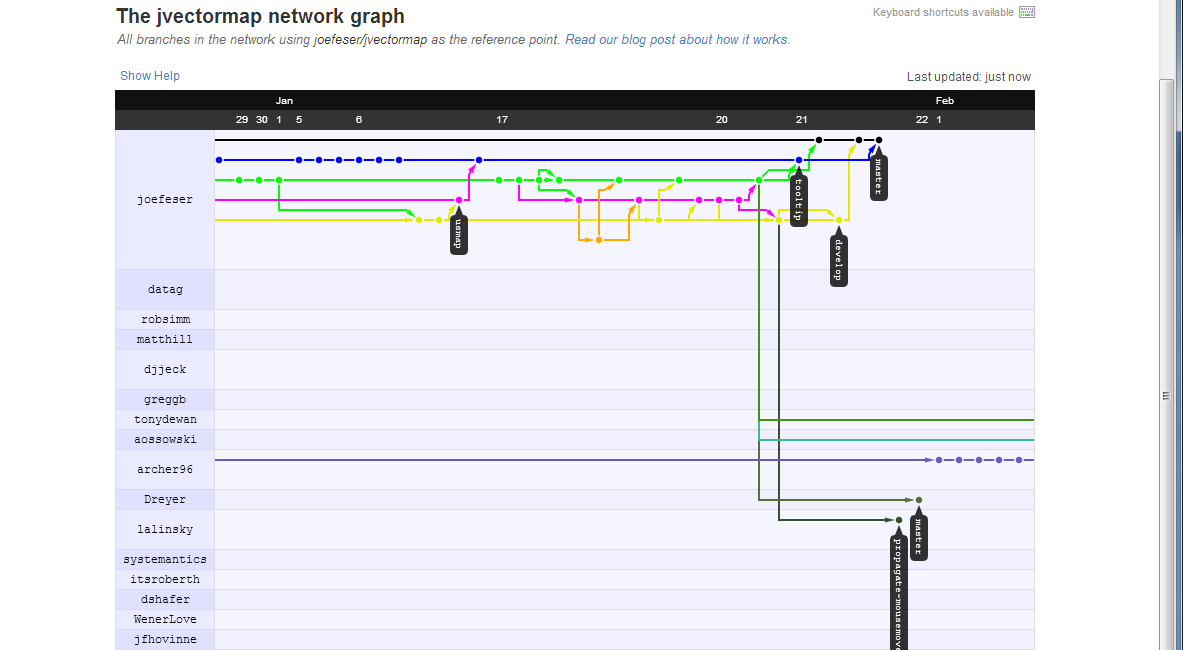 The jvectormap network graph
Keyboard shortcuts available
All branches in the network using joefeser/jvectormap as the reference point. Read our blog post about how it works.
Show Help
Last updated: just now
Jan Feb
29 30 1 5 6 17 20 21 22 1
joefeser
master
tooltip
usmap
develop
datag
robsimm
matthill
djjeck
greggb
tonydewan
aossowski
archer96
Dreyer
master
lalinsky
propagate-mousemove
systemantics
itsroberth
dshafer
WenerLove
jfhovinne